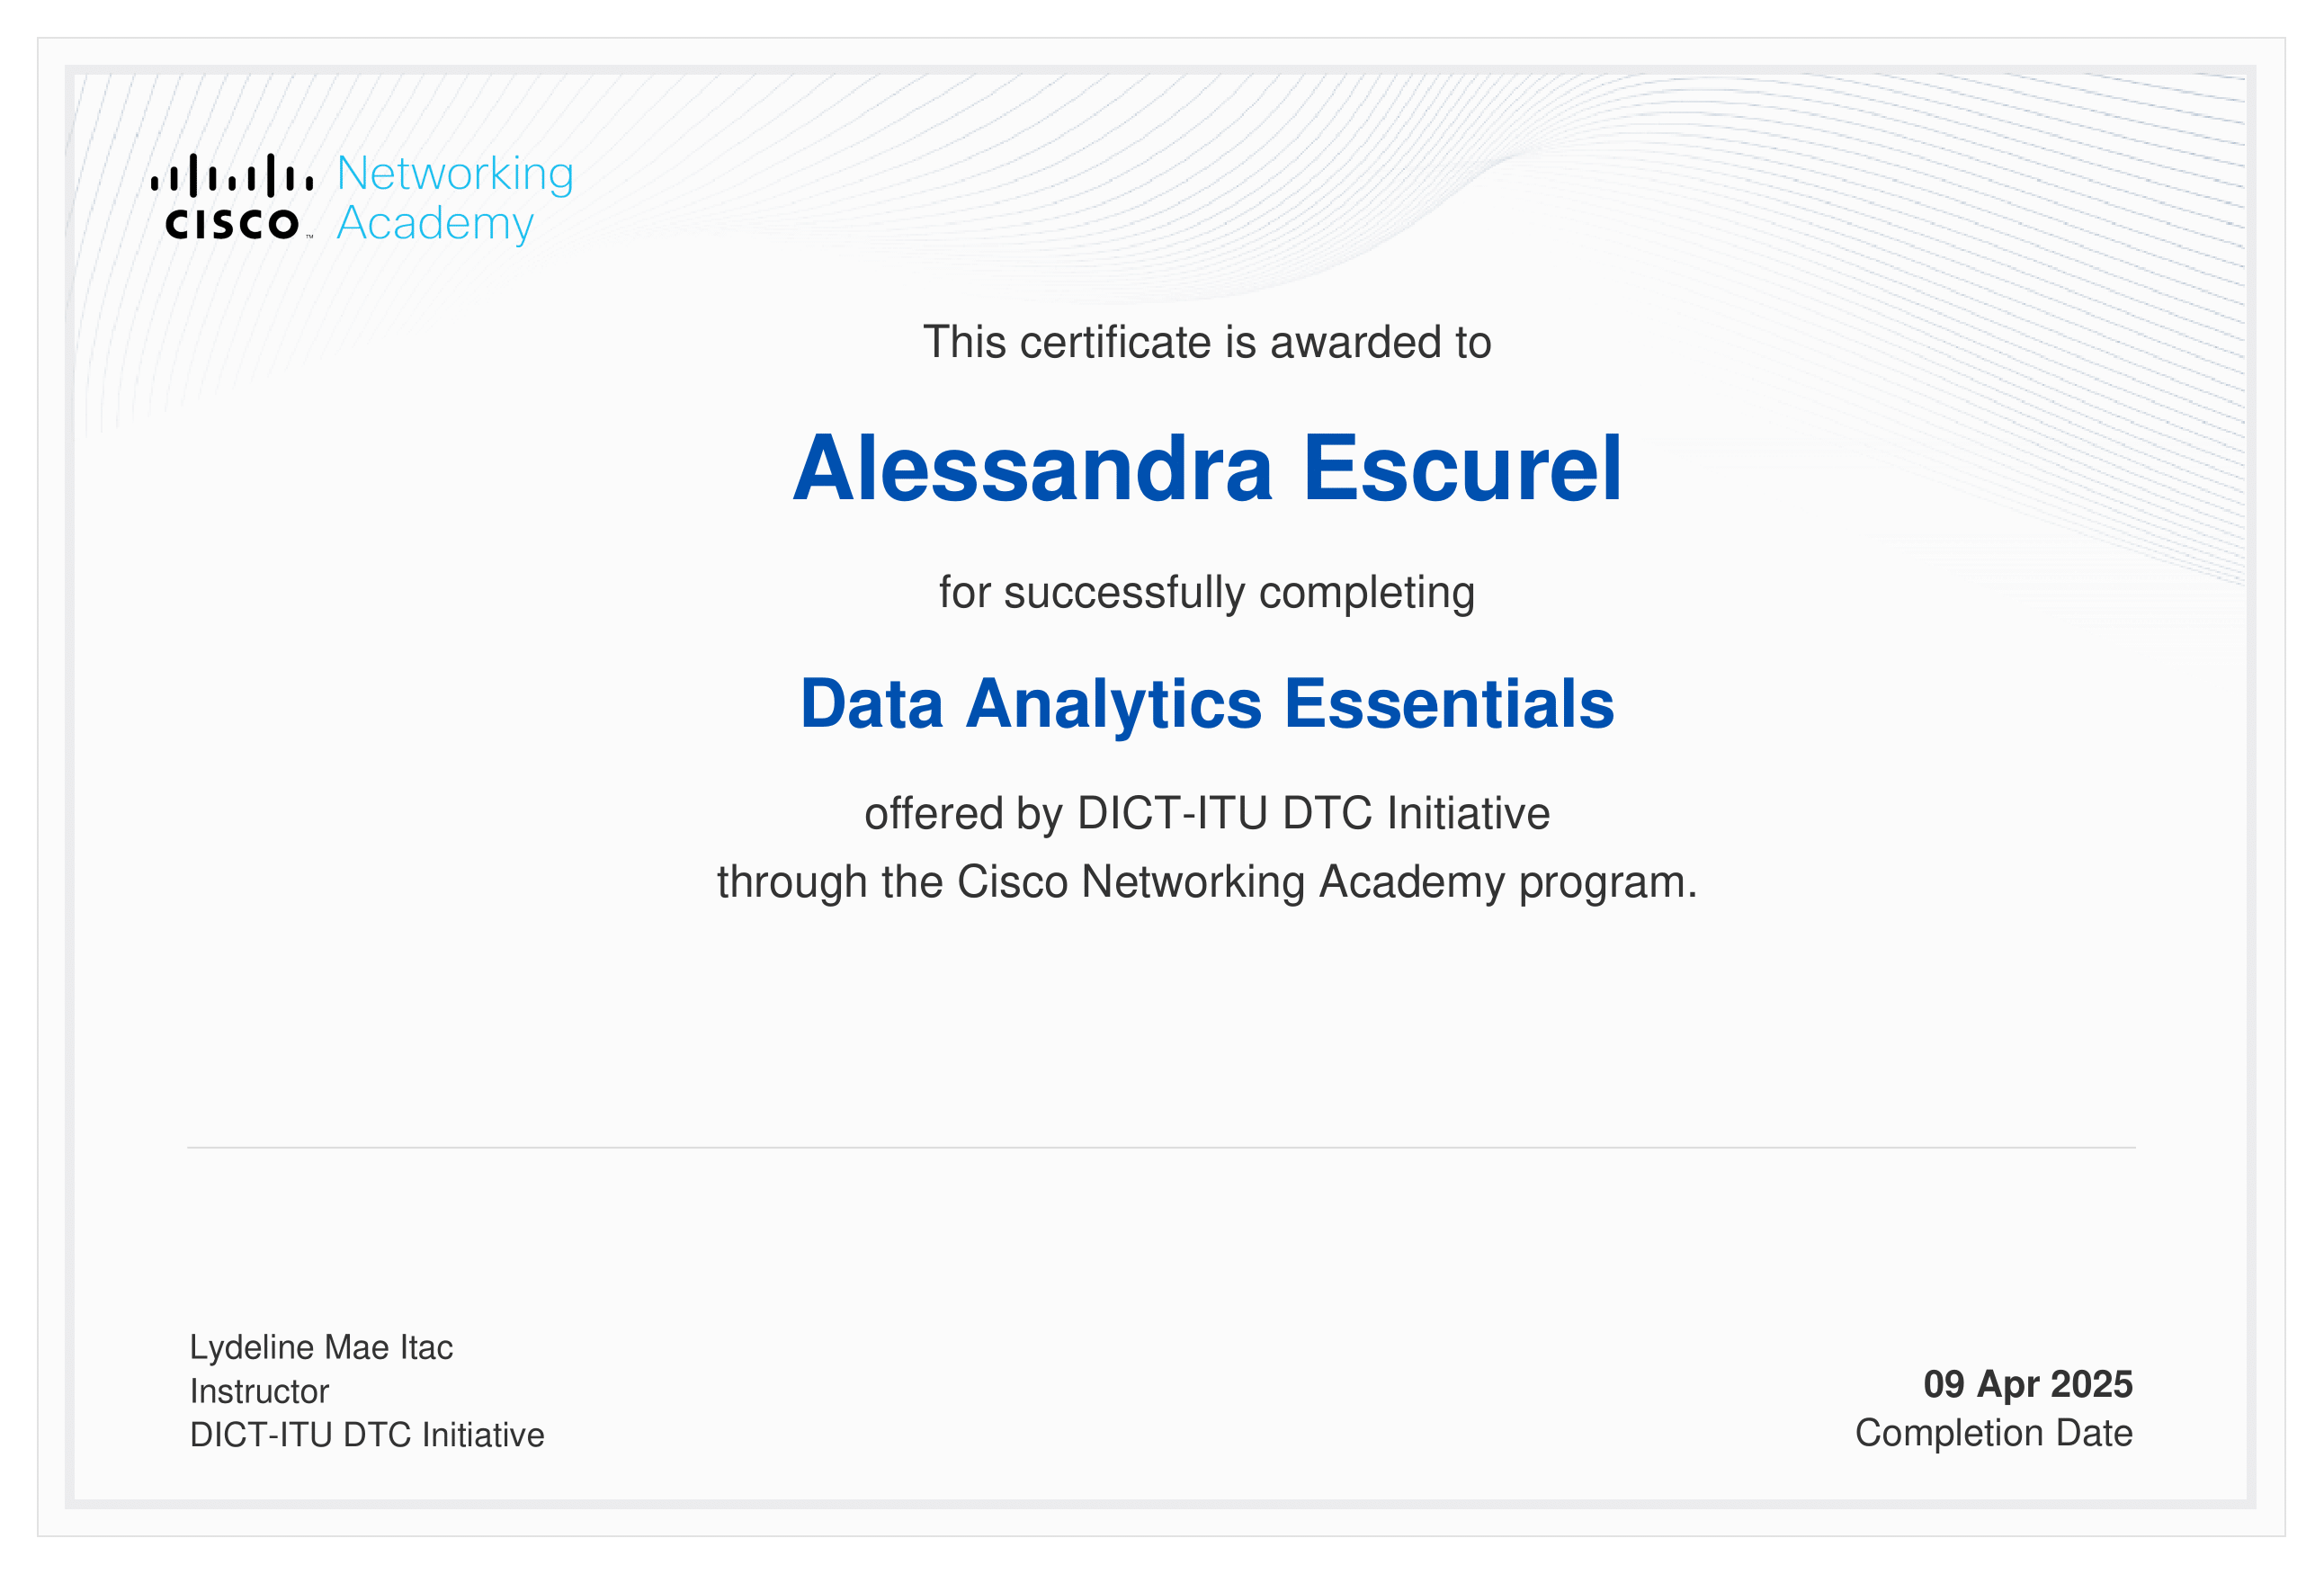 Networking
Academy
CISCO™
This certificate is awarded to
Alessandra Escurel
for successfully completing
Data Analytics Essentials
offered by DICT-ITU DTC Initiative
through the Cisco Networking Academy program.
Lydeline Mae Itac
Instructor
DICT-ITU DTC Initiative
09 Apr 2025
Completion Date